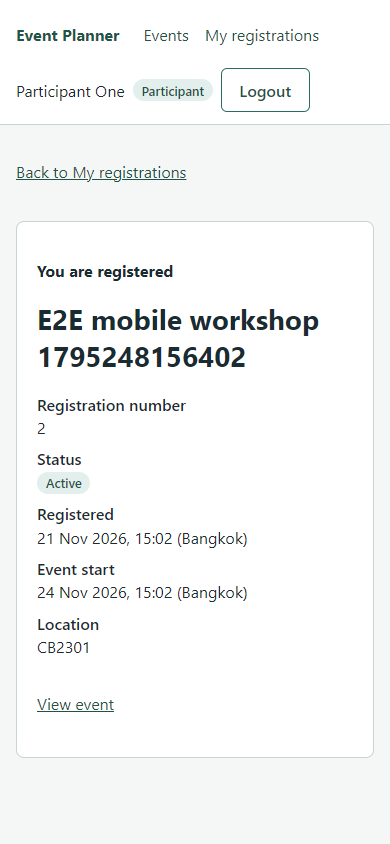 Event Planner Events My registrations
Participant One Participant Logout
Back to My registrations
You are registered
E2E mobile workshop
1795248156402
Registration number
2
Status
Active
Registered
21 Nov 2026, 15:02 (Bangkok)
Event start
24 Nov 2026, 15:02 (Bangkok)
Location
CB2301
View event